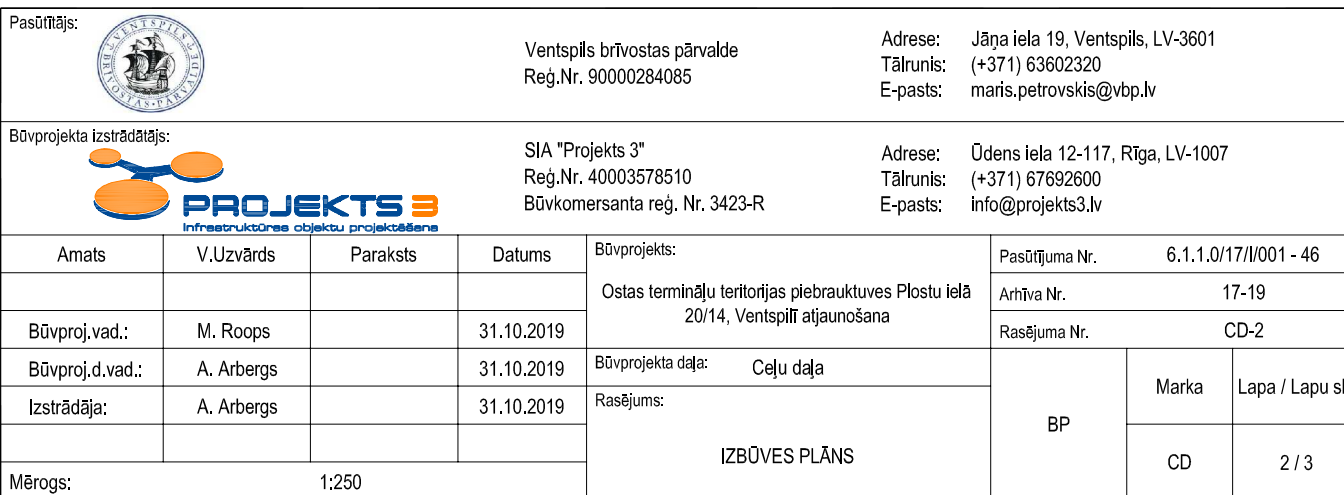 Pasūtītājs:
VENTSPILS
BRĪVOSTAS PĀRVALDE
Ventspils brīvostas pārvalde
Reģ.Nr. 90000284085
Adrese: Jāņa iela 19, Ventspils, LV-3601
Tālrunis: (+371) 63602320
E-pasts: maris.petrovskis@vbp.lv
Būvprojekta izstrādātājs:
PROJEKTS 3
Infrastruktūras objektu projektēšana
SIA "Projekts 3"
Reģ.Nr. 40003578510
Būvkomersanta reģ. Nr. 3423-R
Adrese: Ūdens iela 12-117, Rīga, LV-1007
Tālrunis: (+371) 67692600
E-pasts: info@projekts3.lv
Amats V.Uzvārds Paraksts Datums
Būvproj.vad.: M. Roops 31.10.2019
Būvproj.d.vad.: A. Arbergs 31.10.2019
Izstrādāja: A. Arbergs 31.10.2019
Mērogs: 1:250
Būvprojekts:
Ostas termināļu teritorijas piebrauktuves Plostu ielā
20/14, Ventspilī atjaunošana
Būvprojekta daļa: Ceļu daļa
Rasējums:
IZBŪVES PLĀNS
Pasūtījuma Nr. 6.1.1.0/17/I/001 - 46
Arhīva Nr. 17-19
Rasējuma Nr. CD-2
BP
Marka Lapa / Lapu sk
CD 2 / 3